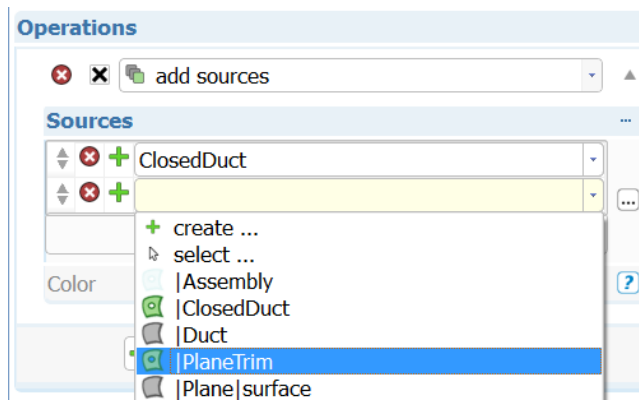 Operations
add sources
Sources
...
ClosedDuct
...
create ...
select ...
|Assembly
Color
?
|ClosedDuct
|Duct
|PlaneTrim
|Plane|surface